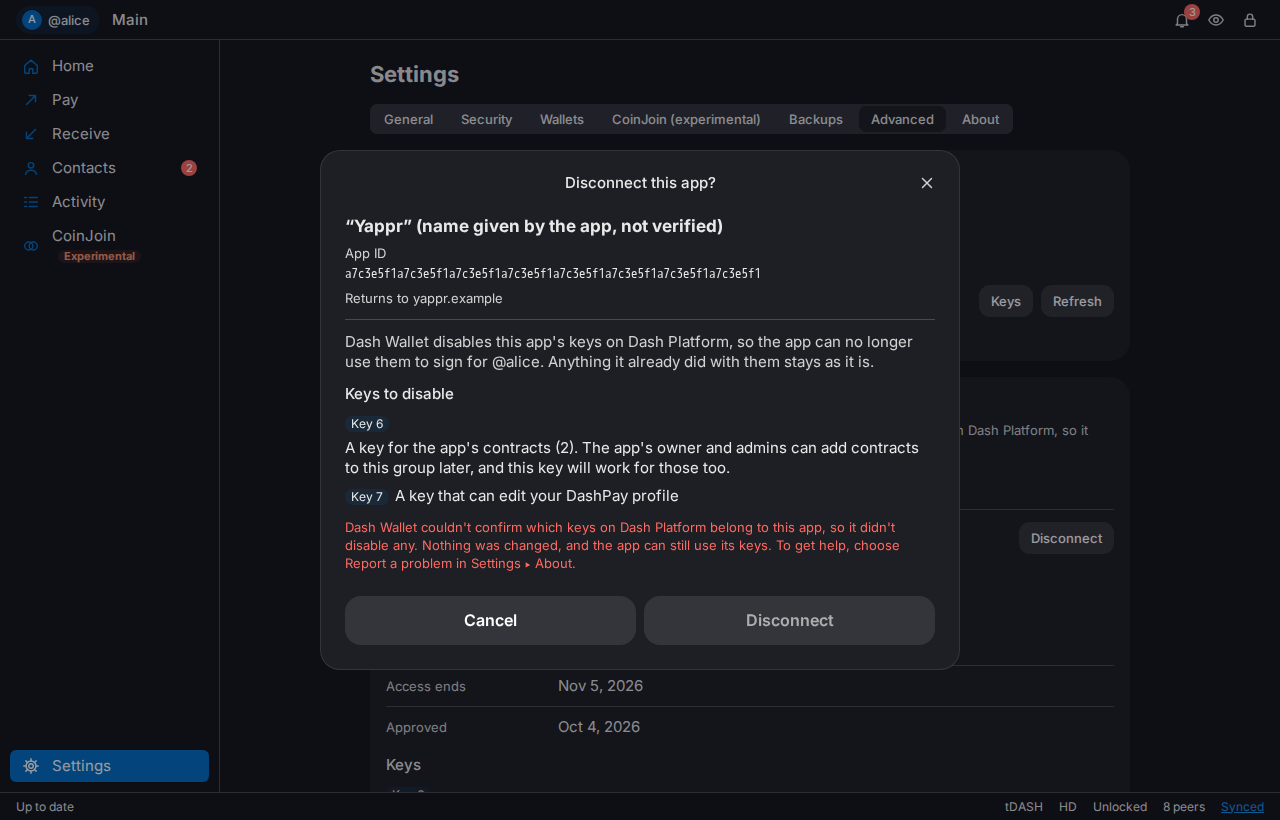 A @alice Main 3
Home
Pay
Receive
Contacts 2
Activity
CoinJoin
Experimental
Settings
Settings
General Security Wallets CoinJoin (experimental) Backups Advanced About
Keys Refresh
n Dash Platform, so it
Disconnect
Disconnect this app?
“Yappr” (name given by the app, not verified)
App ID
a7c3e5f1a7c3e5f1a7c3e5f1a7c3e5f1a7c3e5f1a7c3e5f1a7c3e5f1a7c3e5f1
Returns to yappr.example
Dash Wallet disables this app's keys on Dash Platform, so the app can no longer
use them to sign for @alice. Anything it already did with them stays as it is.
Keys to disable
Key 6
A key for the app's contracts (2). The app's owner and admins can add contracts
to this group later, and this key will work for those too.
Key 7 A key that can edit your DashPay profile
Dash Wallet couldn't confirm which keys on Dash Platform belong to this app, so it didn't
disable any. Nothing was changed, and the app can still use its keys. To get help, choose
Report a problem in Settings ▸ About.
Cancel Disconnect
Access ends Nov 5, 2026
Approved Oct 4, 2026
Keys
Up to date tDASH HD Unlocked 8 peers Synced